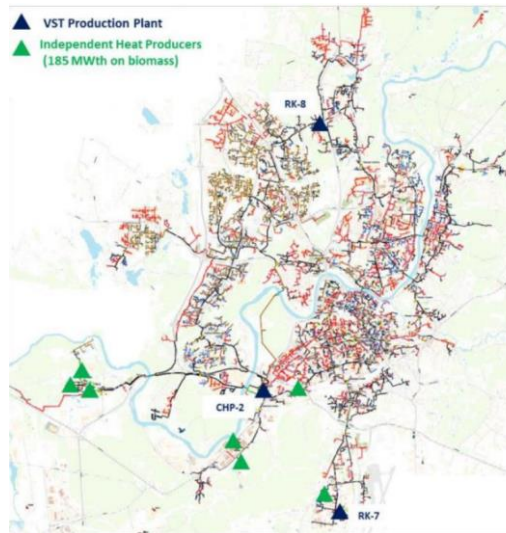 VST Production Plant
Independent Heat Producers
(185 MWth on biomass)
RK-8
CHP-2
RK-7